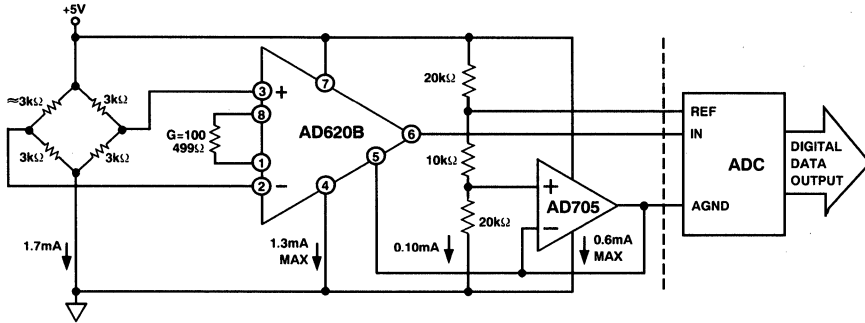 +5V
≈3kΩ
3kΩ
3kΩ
3kΩ
1.7mA
3
8
1
2
+
−
G=100
499Ω
AD620B
7
6
5
4
1.3mA
MAX
20kΩ
10kΩ
20kΩ
0.10mA
+
−
AD705
0.6mA
MAX
REF
IN
ADC
AGND
DIGITAL
DATA
OUTPUT